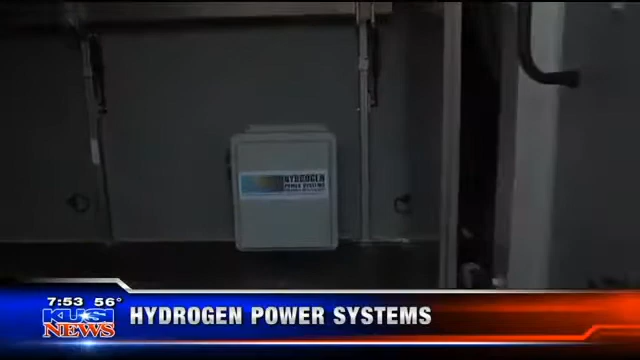 HYDROGEN
POWER SYSTEMS
7:53 56°
KUSI
NEWS
HYDROGEN POWER SYSTEMS